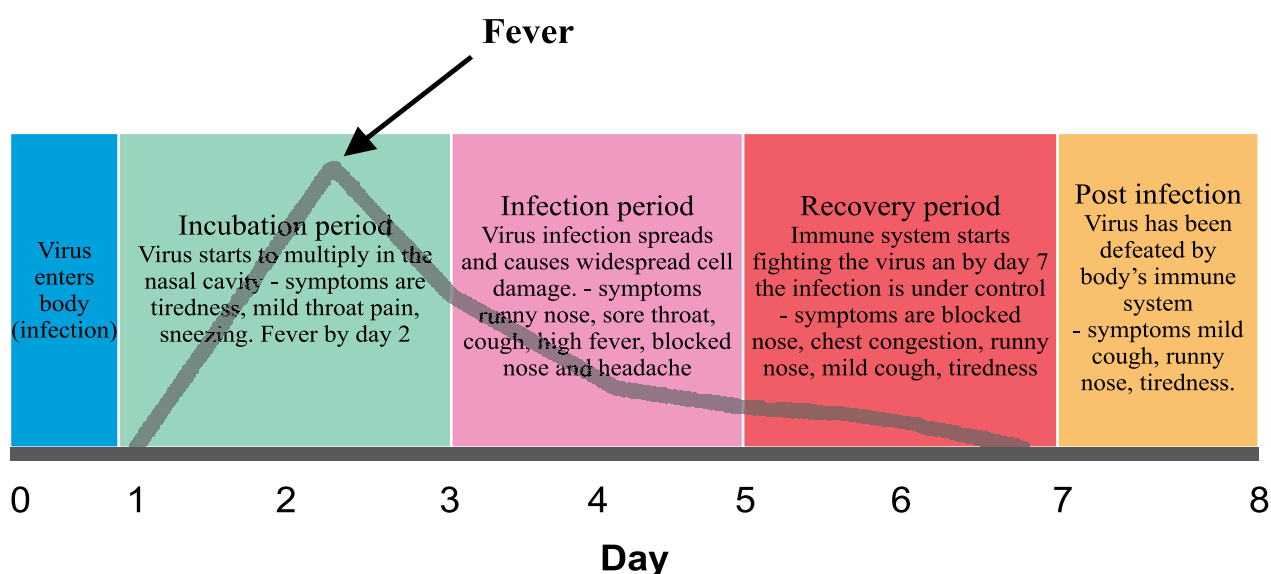 Fever
Virus
enters
body
(infection)
Incubation period
Virus starts to multiply in the
nasal cavity - symptoms are
tiredness, mild throat pain,
sneezing. Fever by day 2
Infection period
Virus infection spreads
and causes widespread cell
damage. - symptoms
runny nose, sore throat,
cough, high fever, blocked
nose and headache
Recovery period
Immune system starts
fighting the virus an by day 7
the infection is under control
- symptoms are blocked
nose, chest congestion, runny
nose, mild cough, tiredness
Post infection
Virus has been
defeated by
body’s immune
system
- symptoms mild
cough, runny
nose, tiredness.
0 1 2 3 4 5 6 7 8
Day